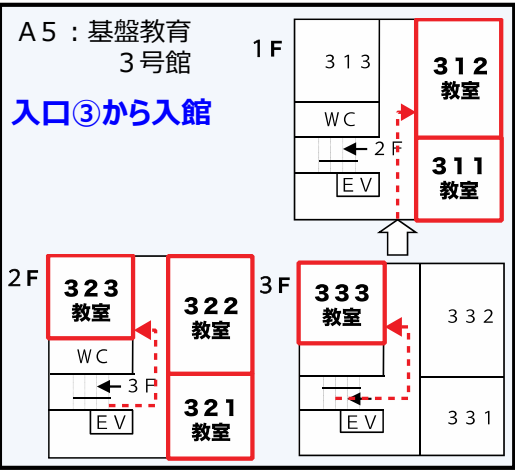 A5：基盤教育
3号館
入口③から入館
1F
313
312
教室
WC
2F
311
教室
EV
2F
323
教室
322
教室
WC
3F
321
教室
EV
3F
333
教室
332
331
EV